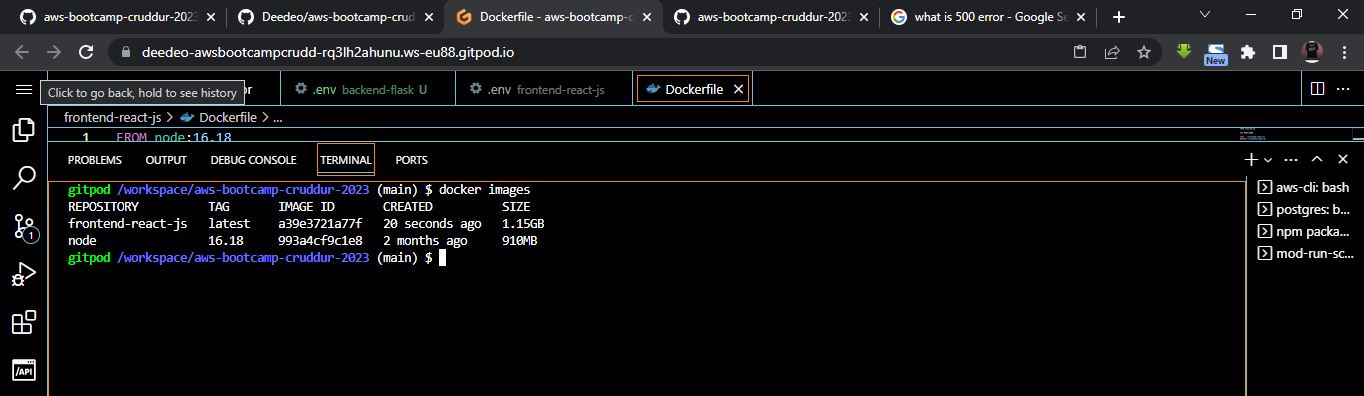 aws-bootcamp-cruddur-2023
Deedeo/aws-bootcamp-crud
Dockerfile - aws-bootcamp-c
aws-bootcamp-cruddur-2023
what is 500 error - Google Se
deedeo-awsbootcampcrudd-rq3lh2ahunu.ws-eu88.gitpod.io
New
Click to go back, hold to see history
or
.env backend-flask U
.env frontend-react-js
Dockerfile
frontend-react-js > Dockerfile > ...
1 FROM node:16.18
PROBLEMS OUTPUT DEBUG CONSOLE TERMINAL PORTS
gitpod /workspace/aws-bootcamp-cruddur-2023 (main) $ docker images
REPOSITORY TAG IMAGE ID CREATED SIZE
frontend-react-js latest a39e3721a77f 20 seconds ago 1.15GB
node 16.18 993a4cf9c1e8 2 months ago 910MB
gitpod /workspace/aws-bootcamp-cruddur-2023 (main) $
aws-cli: bash
postgres: b...
npm packa...
mod-run-sc...
1
/API